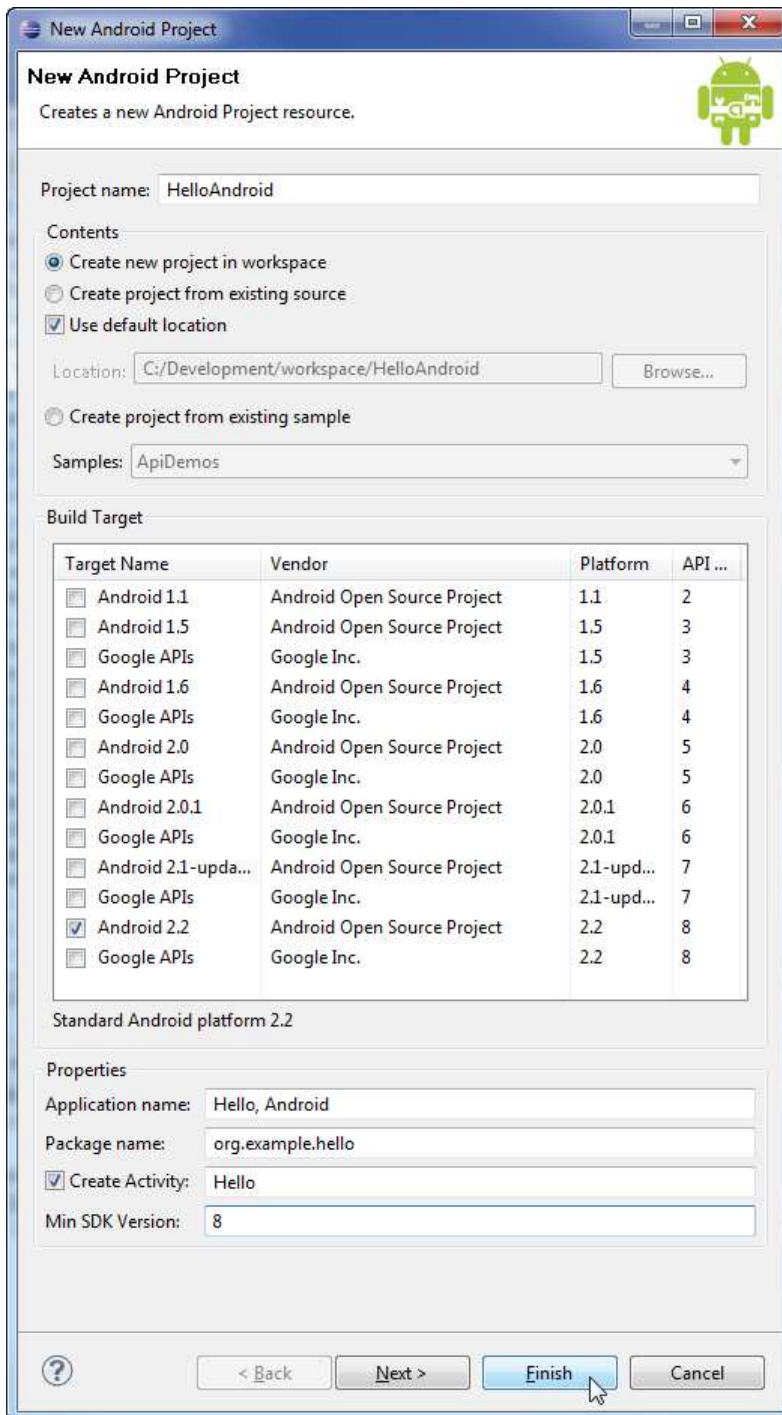 New Android Project
New Android Project
Creates a new Android Project resource.
Project name: HelloAndroid
Contents
Create new project in workspace
Create project from existing source
Use default location
Location: C:/Development/workspace/HelloAndroid Browse...
Create project from existing sample
Samples: ApiDemos
Build Target
Target Name Vendor Platform API ...
Android 1.1 Android Open Source Project 1.1 2
Android 1.5 Android Open Source Project 1.5 3
Google APIs Google Inc. 1.5 3
Android 1.6 Android Open Source Project 1.6 4
Google APIs Google Inc. 1.6 4
Android 2.0 Android Open Source Project 2.0 5
Google APIs Google Inc. 2.0 5
Android 2.0.1 Android Open Source Project 2.0.1 6
Google APIs Google Inc. 2.0.1 6
Android 2.1-upda... Android Open Source Project 2.1-upd... 7
Google APIs Google Inc. 2.1-upd... 7
Android 2.2 Android Open Source Project 2.2 8
Google APIs Google Inc. 2.2 8
Standard Android platform 2.2
Properties
Application name: Hello, Android
Package name: org.example.hello
Create Activity: Hello
Min SDK Version: 8
? < Back Next > Finish Cancel